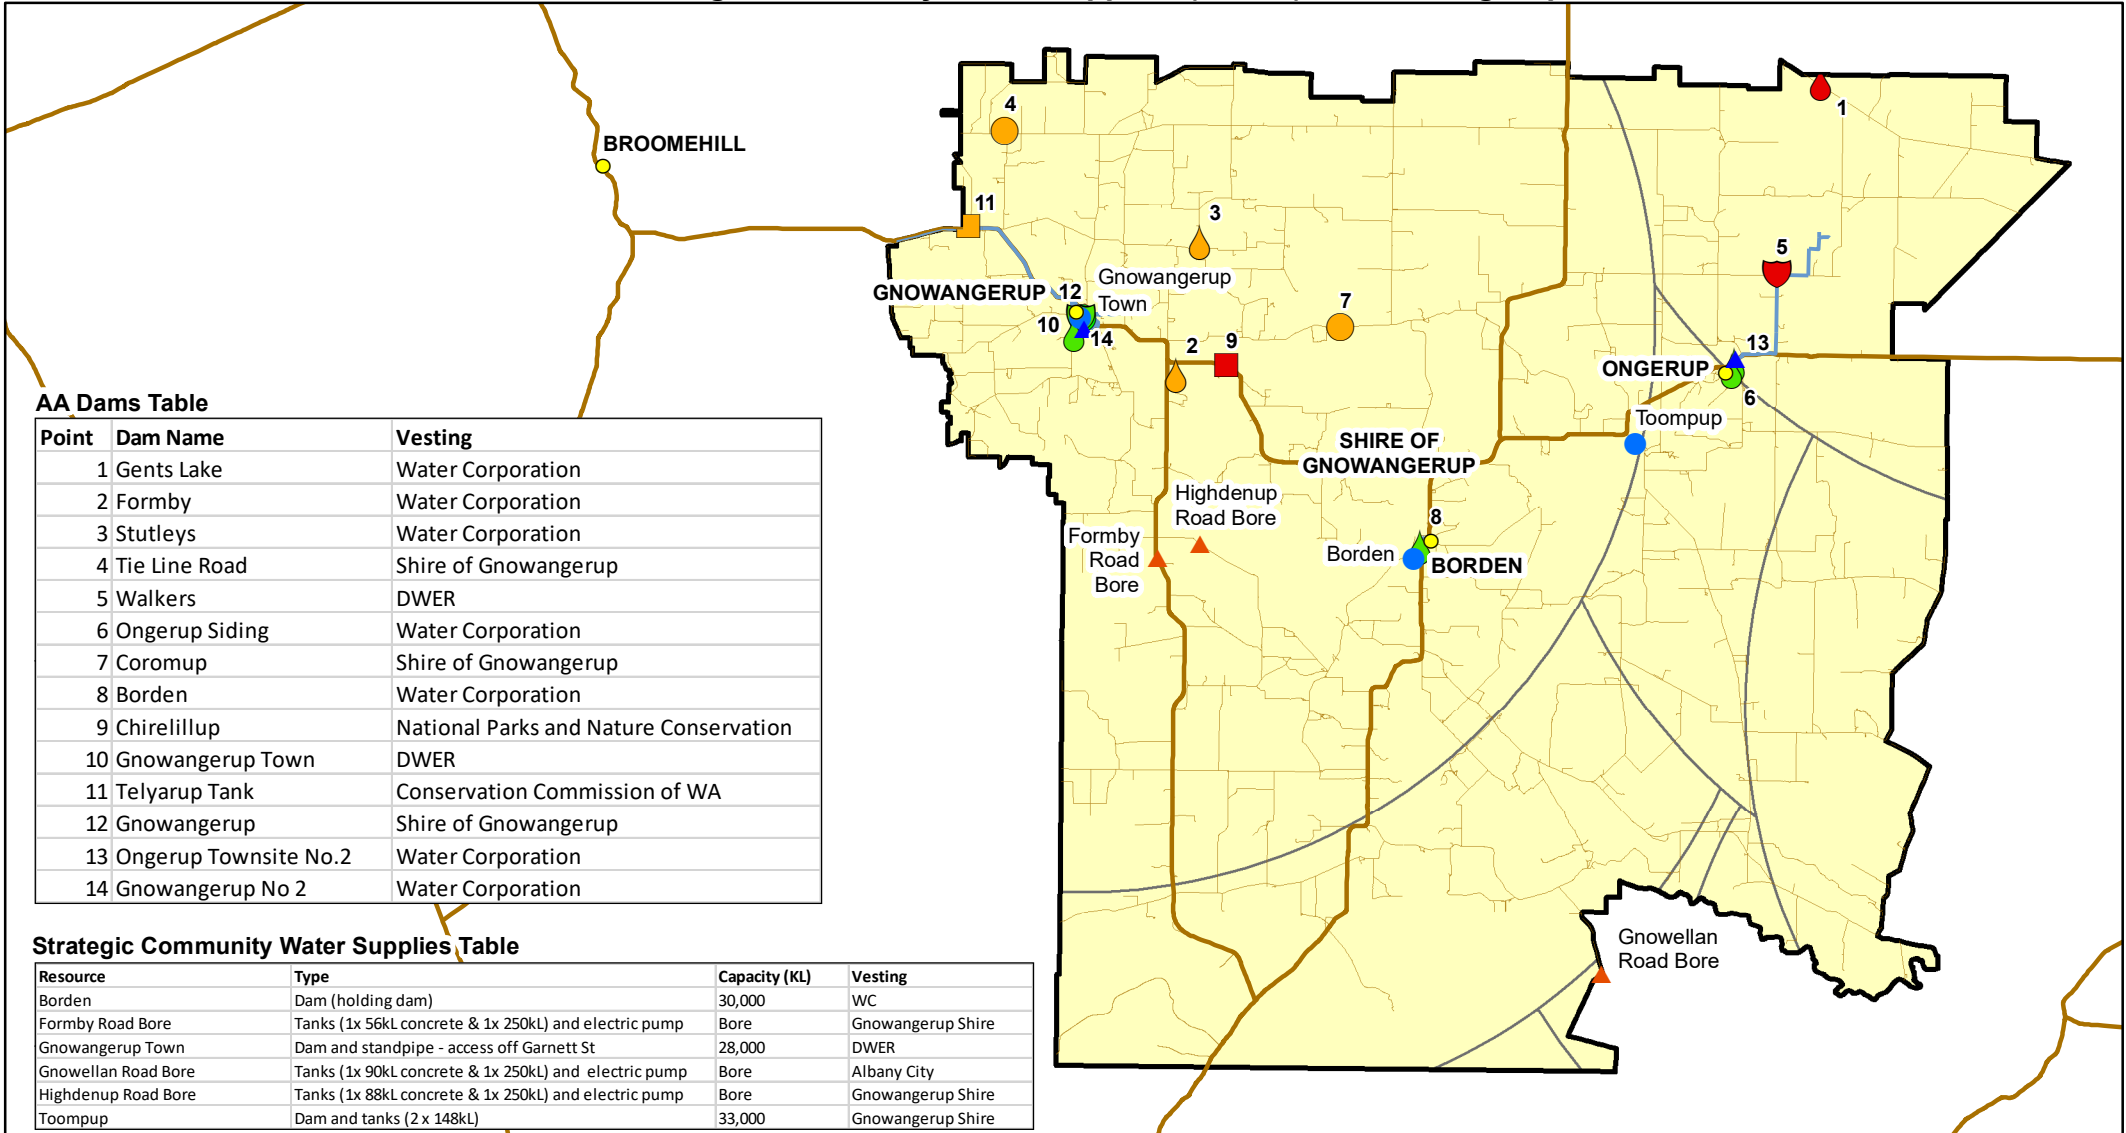 BROOMEHILL
4
1
11
3
5
GNOWANGERUP
12
Gnowangerup
Town
10
14
7
2
9
13
ONGERUP
6
Toompup
SHIRE OF
GNOWANGERUP
Highdenup
Road Bore
8
Formby
Road
Bore
Borden
BORDEN
Gnowellan
Road Bore
AA Dams Table
Point Dam Name Vesting
1 Gents Lake Water Corporation
2 Formby Water Corporation
3 Stutleys Water Corporation
4 Tie Line Road Shire of Gnowangerup
5 Walkers DWER
6 Ongerup Siding Water Corporation
7 Coromup Shire of Gnowangerup
8 Borden Water Corporation
9 Chirelillup National Parks and Nature Conservation
10 Gnowangerup Town DWER
11 Telyarup Tank Conservation Commission of WA
12 Gnowangerup Shire of Gnowangerup
13 Ongerup Townsite No.2 Water Corporation
14 Gnowangerup No 2 Water Corporation
Strategic Community Water Supplies Table
Resource Type Capacity (KL) Vesting
Borden Dam (holding dam) 30,000 WC
Formby Road Bore Tanks (1x 56kL concrete & 1x 250kL) and electric pump Bore Gnowangerup Shire
Gnowangerup Town Dam and standpipe - access off Garnett St 28,000 DWER
Gnowellan Road Bore Tanks (1x 90kL concrete & 1x 250kL) and electric pump Bore Albany City
Highdenup Road Bore Tanks (1x 88kL concrete & 1x 250kL) and electric pump Bore Gnowangerup Shire
Toompup Dam and tanks (2 x 148kL) 33,000 Gnowangerup Shire